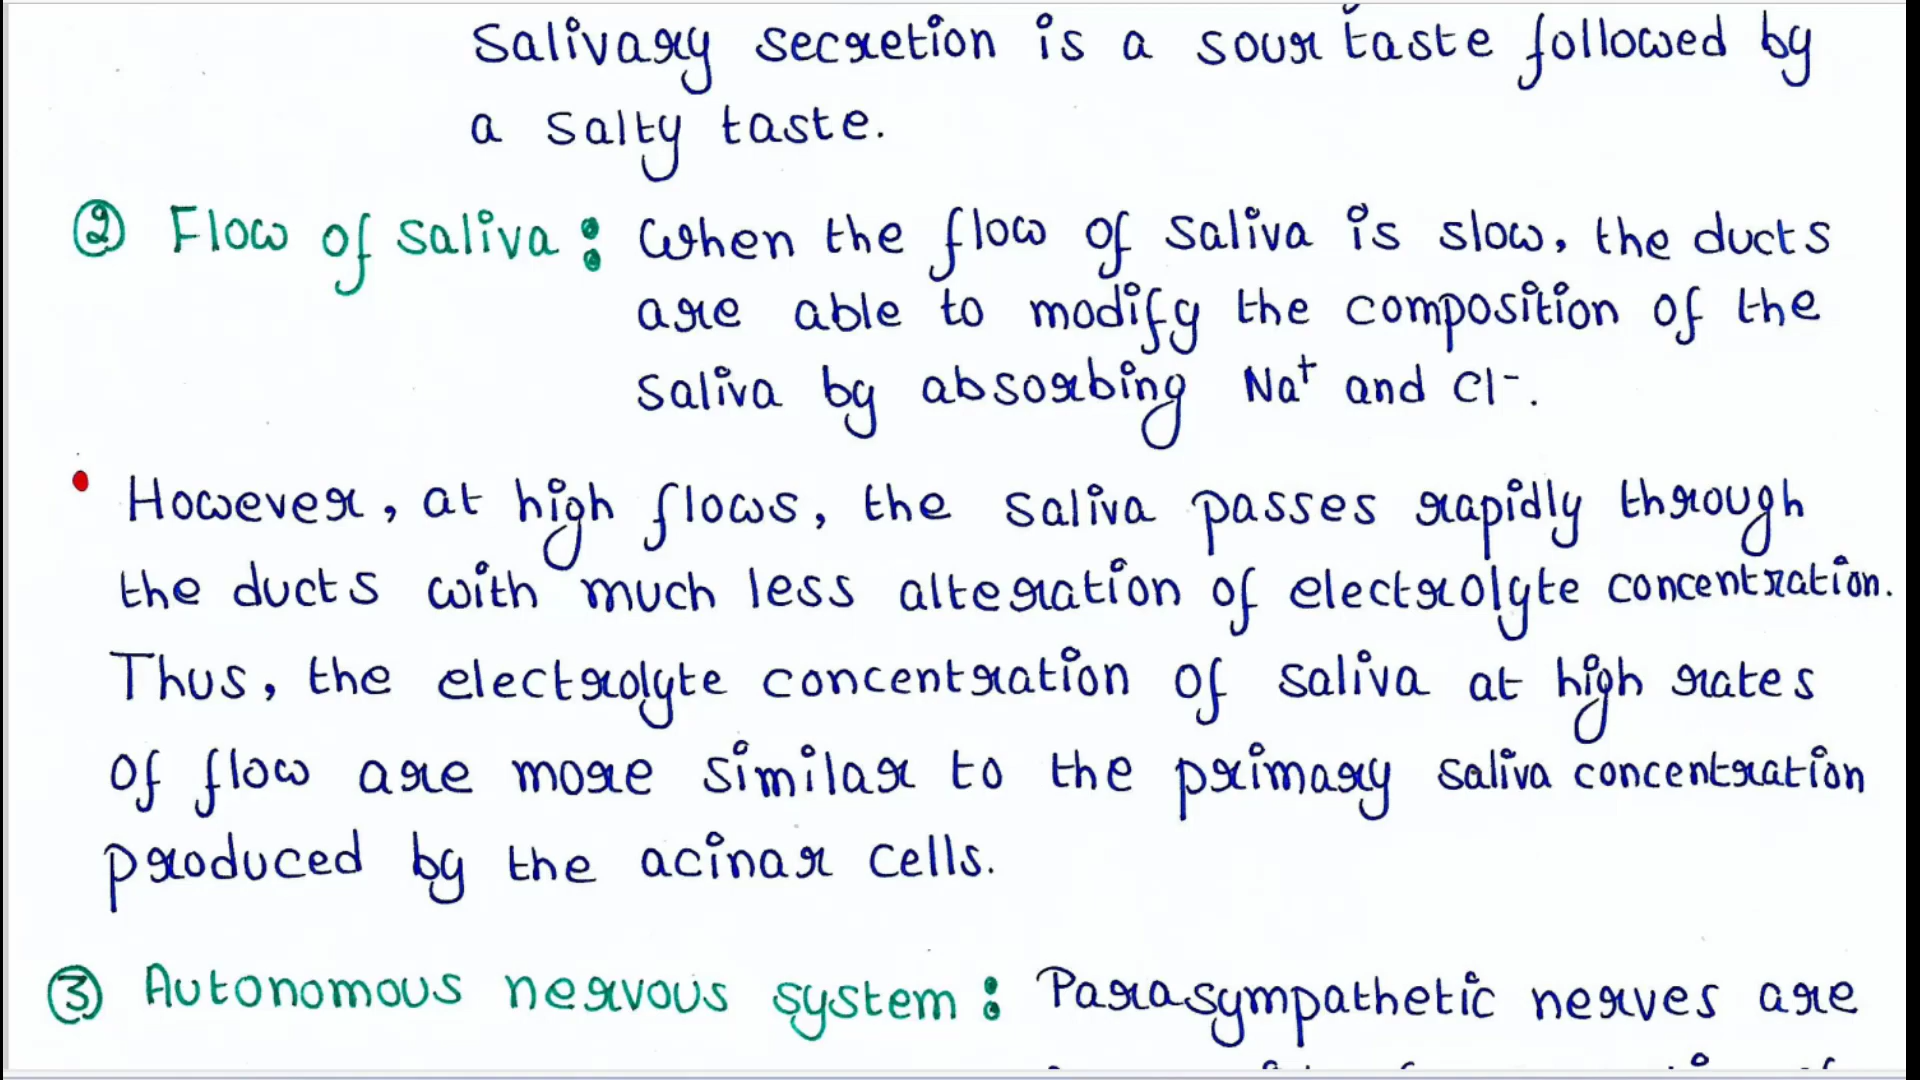 Salivary secretion is a sour taste followed by
a salty taste.
② Flow of saliva : When the flow of saliva is slow, the ducts
are able to modify the composition of the
saliva by absorbing Na⁺ and Cl⁻.
• However, at high flows, the saliva passes rapidly through
the ducts with much less alteration of electrolyte concentration.
Thus, the electrolyte concentration of saliva at high rates
of flow are more similar to the primary saliva concentration
produced by the acinar cells.
③ Autonomous nervous system : Parasympathetic nerves are